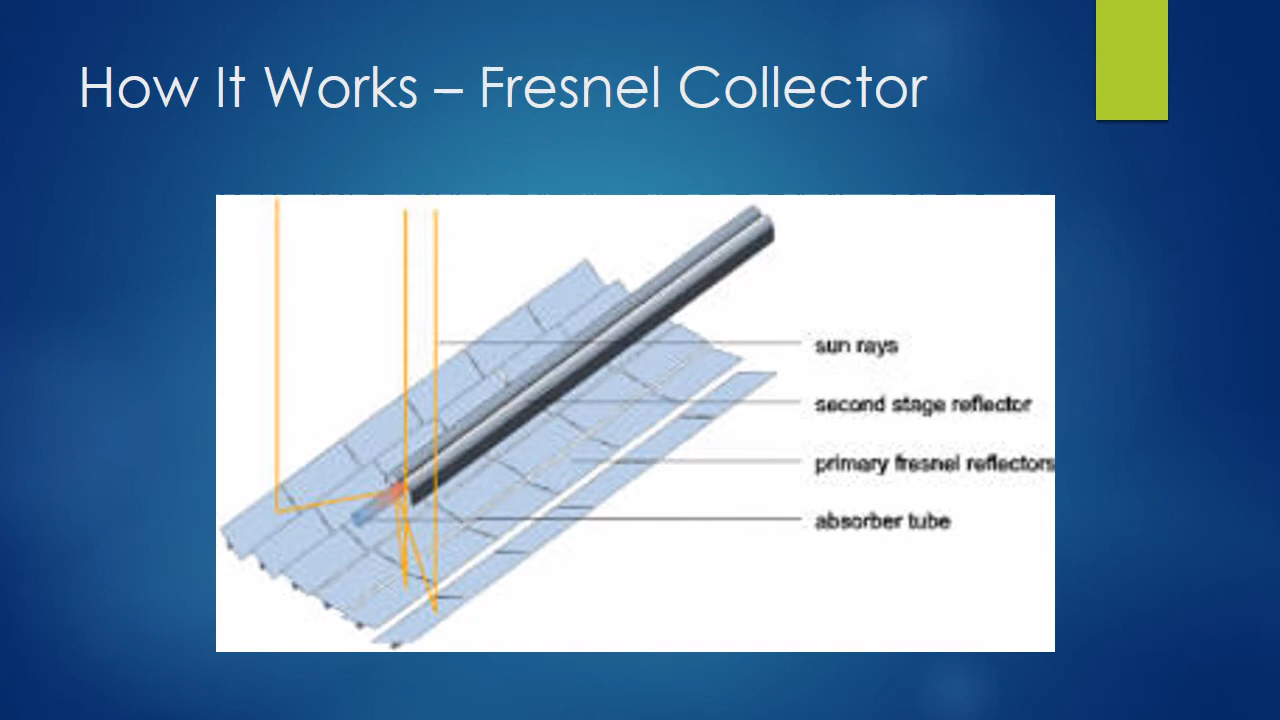 How It Works – Fresnel Collector
sun rays
second stage reflector
primary fresnel reflectors
absorber tube